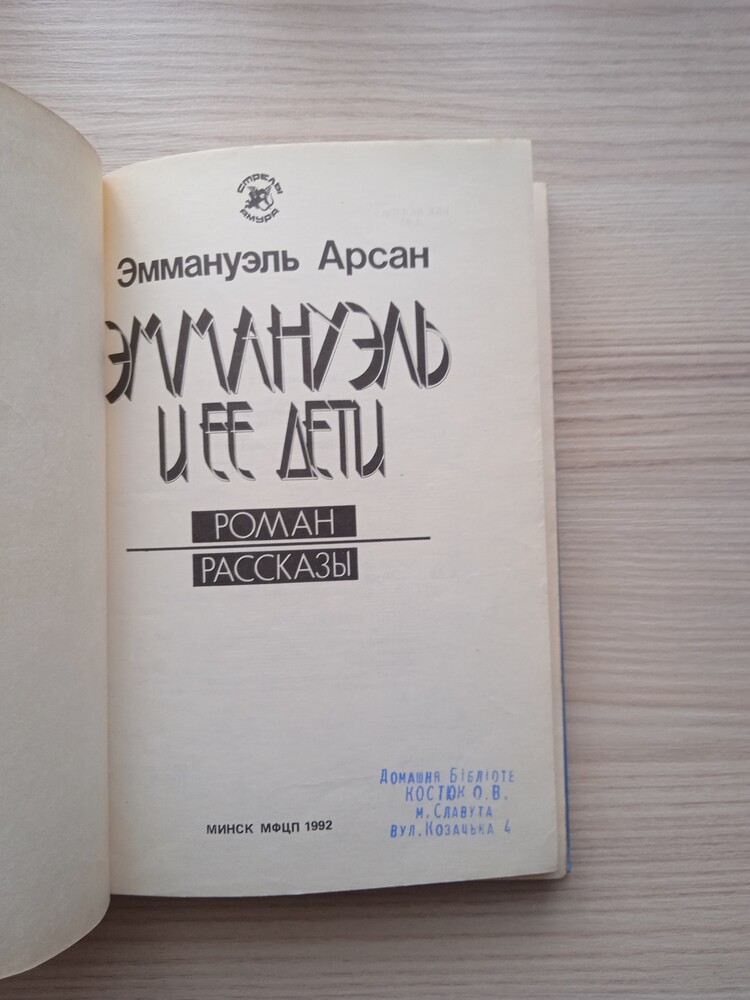 СТРЕЛЫ
АМУРА
Эммануэль Арсан
ЭММАНУЭЛЬ
И ЕЕ ДЕТИ
РОМАН
РАССКАЗЫ
МИНСК МФЦП 1992
ДОМАШНЯ БІБЛІОТЕ
КОСТЮК О.В.
м. СЛАВУТА
ВУЛ. КОЗАЦЬКА 4